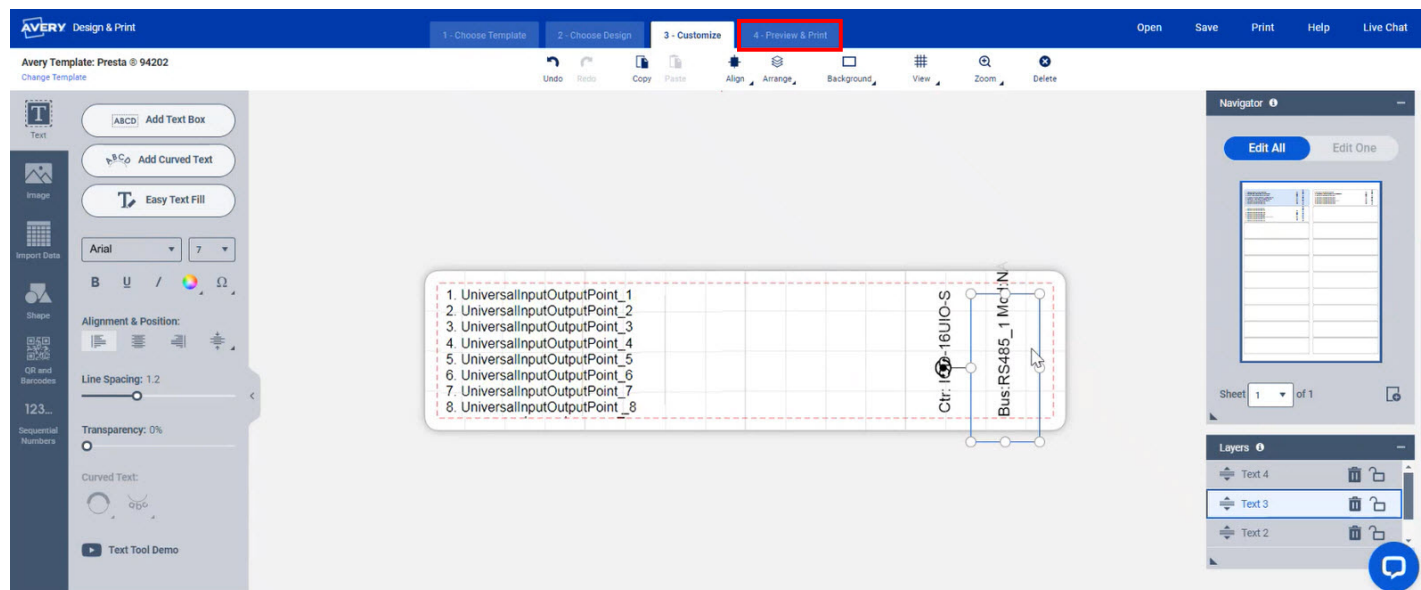 AVERY Design & Print
1 - Choose Template
2 - Choose Design
3 - Customize
4 - Preview & Print
Open
Save
Print
Help
Live Chat
Avery Template: Presta ® 94202
Change Template
Undo
Redo
Copy
Paste
Align
Arrange
Background
View
Zoom
Delete
Text
Image
Import Data
Shape
QR and
Barcodes
123...
Sequential
Numbers
ABCD Add Text Box
ABCD Add Curved Text
T Easy Text Fill
Arial
7
B U I Ω
Alignment & Position:
Line Spacing: 1.2
Transparency: 0%
Curved Text:
Text Tool Demo
1. UniversalInputOutputPoint_1
2. UniversalInputOutputPoint_2
3. UniversalInputOutputPoint_3
4. UniversalInputOutputPoint_4
5. UniversalInputOutputPoint_5
6. UniversalInputOutputPoint_6
7. UniversalInputOutputPoint_7
8. UniversalInputOutputPoint_8
Ctr: -16UIO-S
Bus:RS485_1
Navigator
Edit All
Edit One
Sheet 1 of 1
Layers
Text 4
Text 3
Text 2